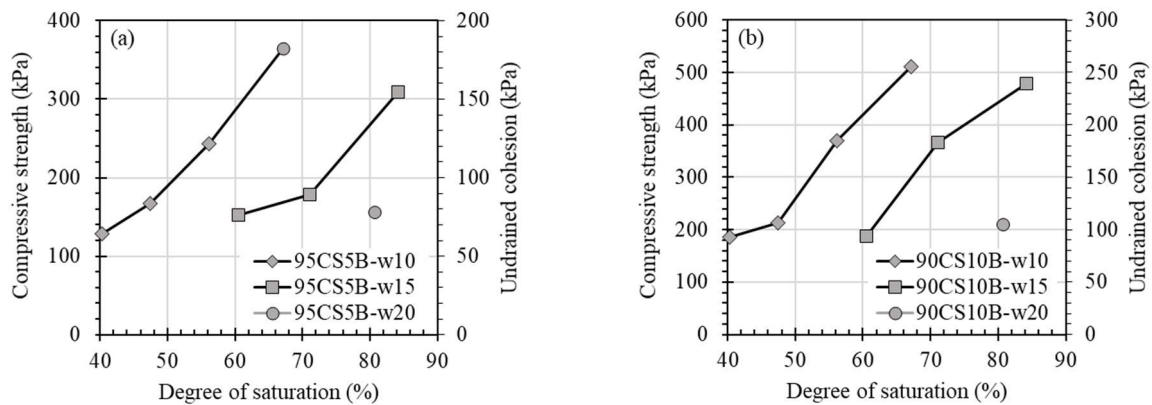 (a)
Compressive strength (kPa)
400
300
200
100
0
200
150
100
50
0
Undrained cohesion (kPa)
95CS5B-w10
95CS5B-w15
95CS5B-w20
40 50 60 70 80 90
Degree of saturation (%)
(b)
Compressive strength (kPa)
600
500
400
300
200
100
0
300
250
200
150
100
50
0
Undrained cohesion (kPa)
90CS10B-w10
90CS10B-w15
90CS10B-w20
40 50 60 70 80 90
Degree of saturation (%)